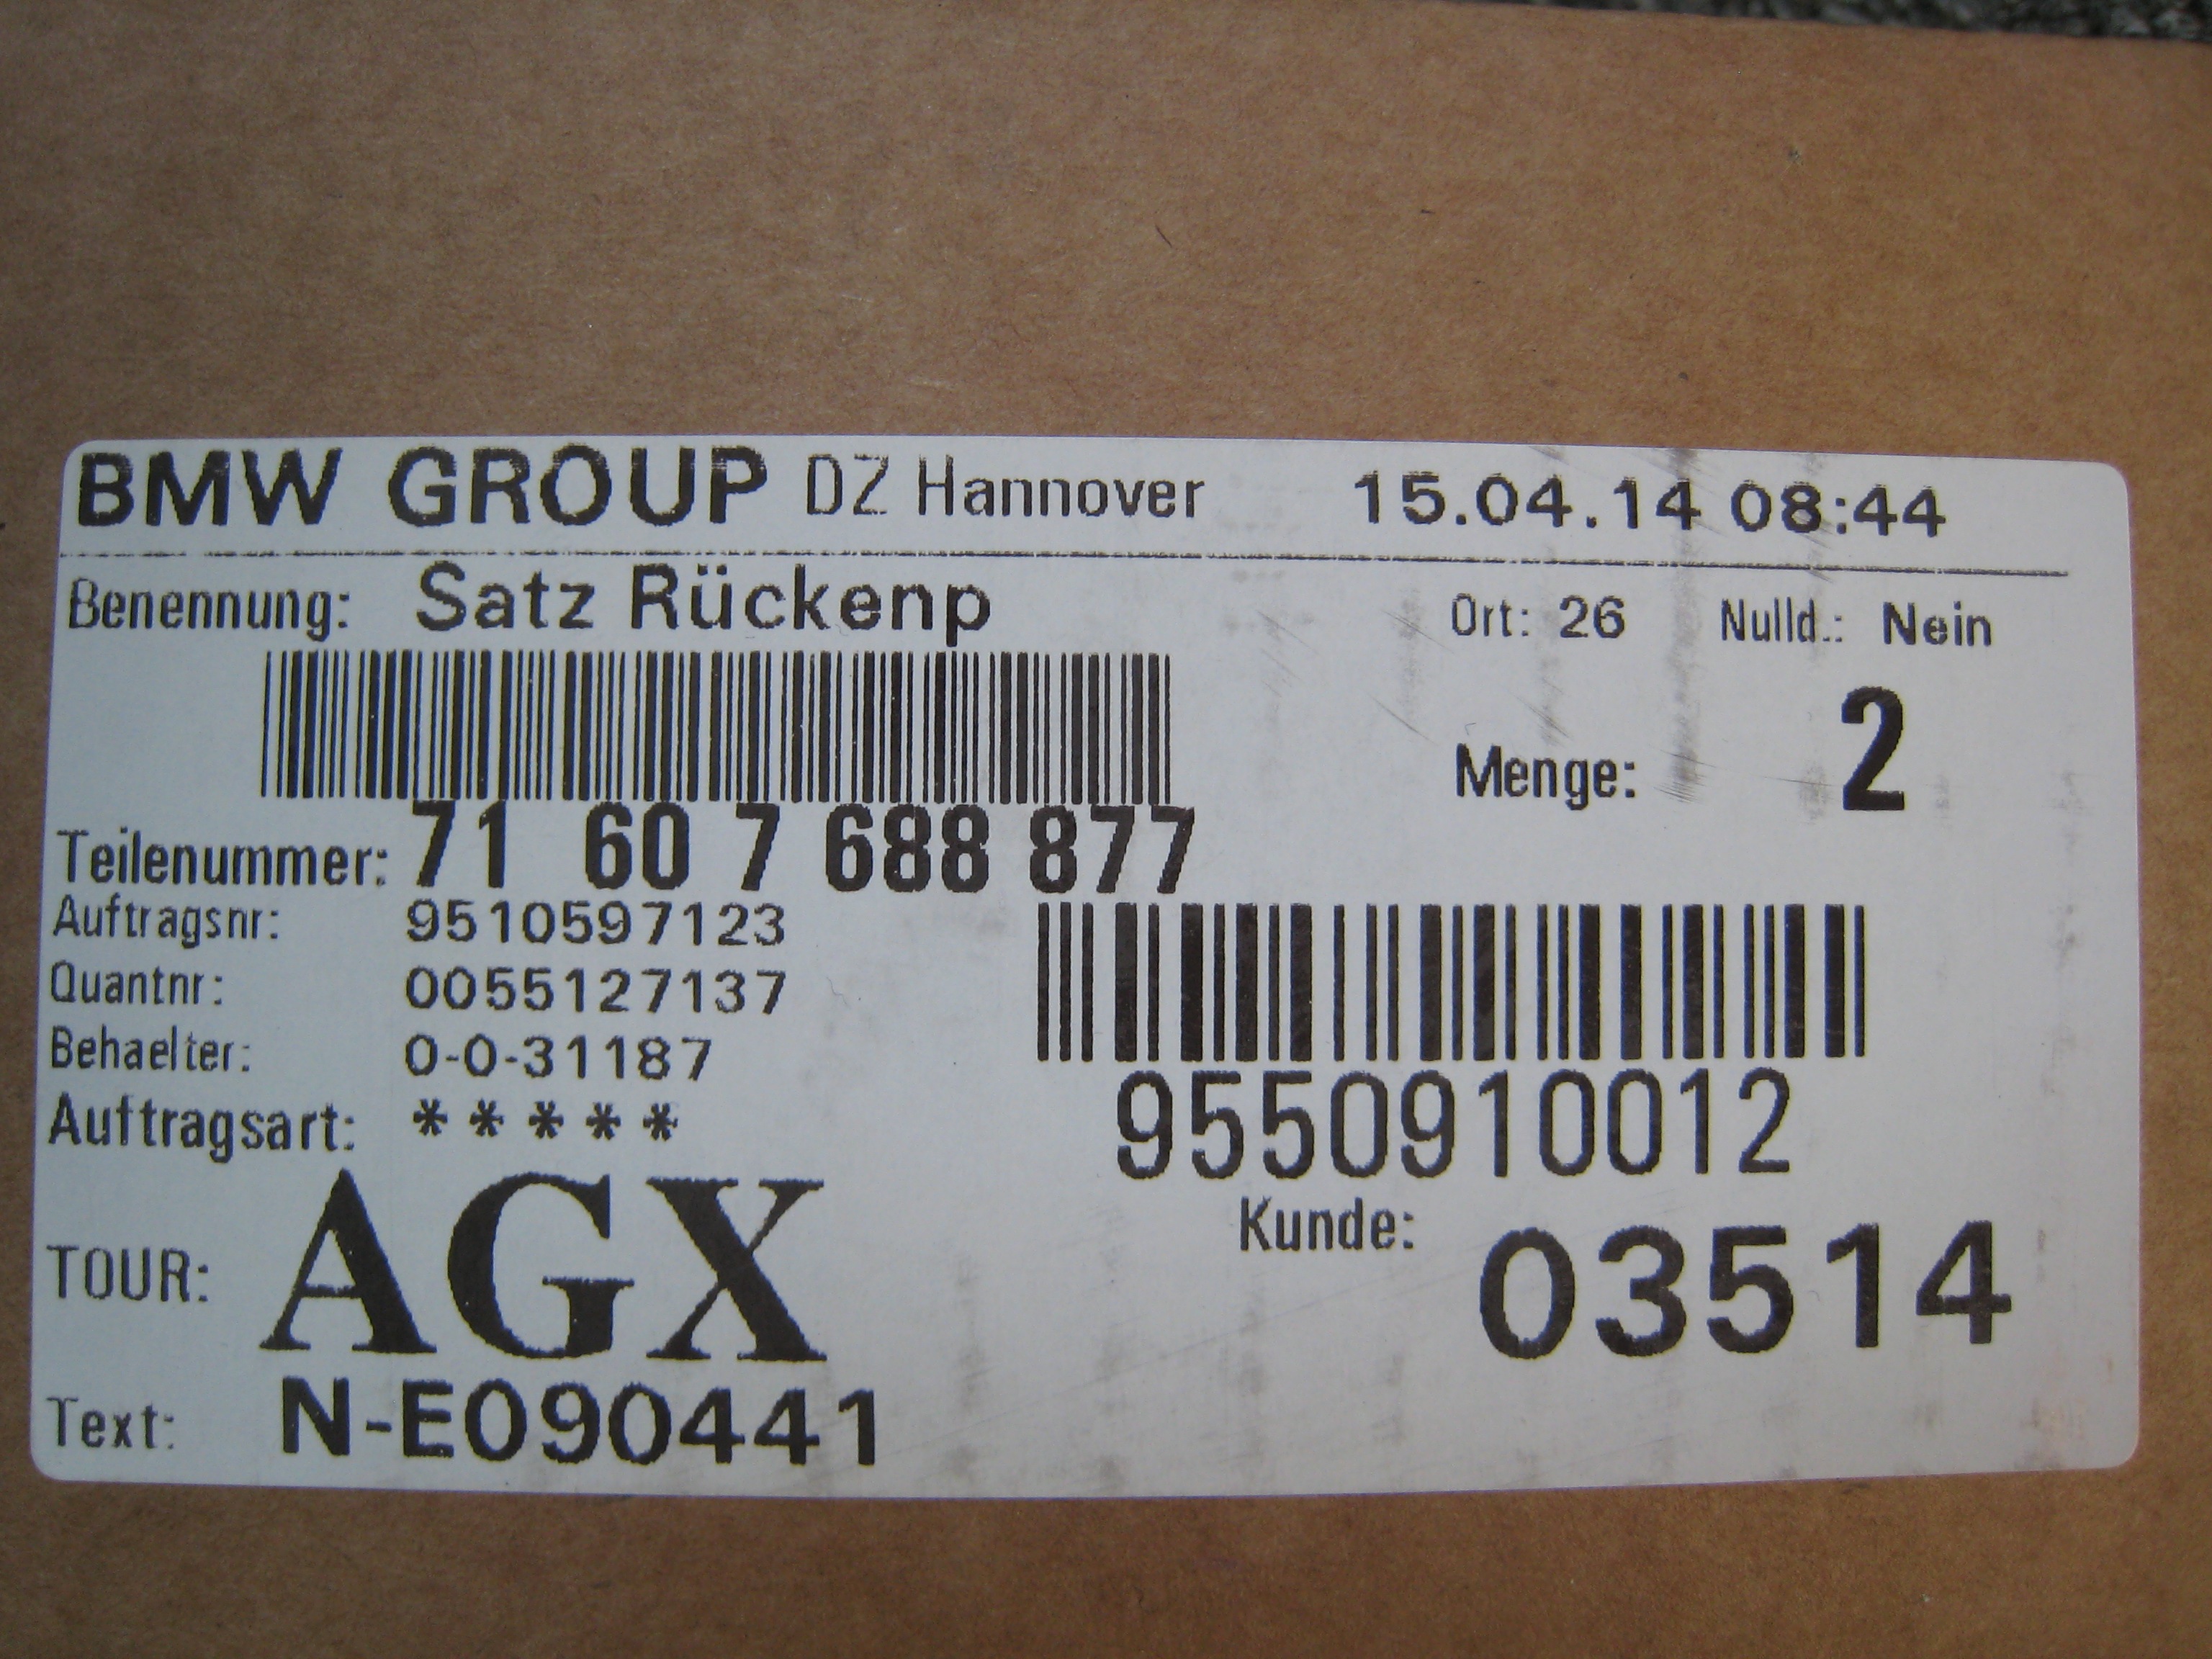 BMW GROUP DZ Hannover 15.04.14 08:44
Benennung: Satz Rückenp Ort: 26 Nulld.: Nein
Menge: 2
Teilenummer: 71 60 7 688 877
Auftragsnr: 9510597123
Quantnr: 0055127137
Behaelter: 0-0-31187
Auftragsart: * * * * *
9550910012
TOUR: AGX Kunde: 03514
Text: N-E090441